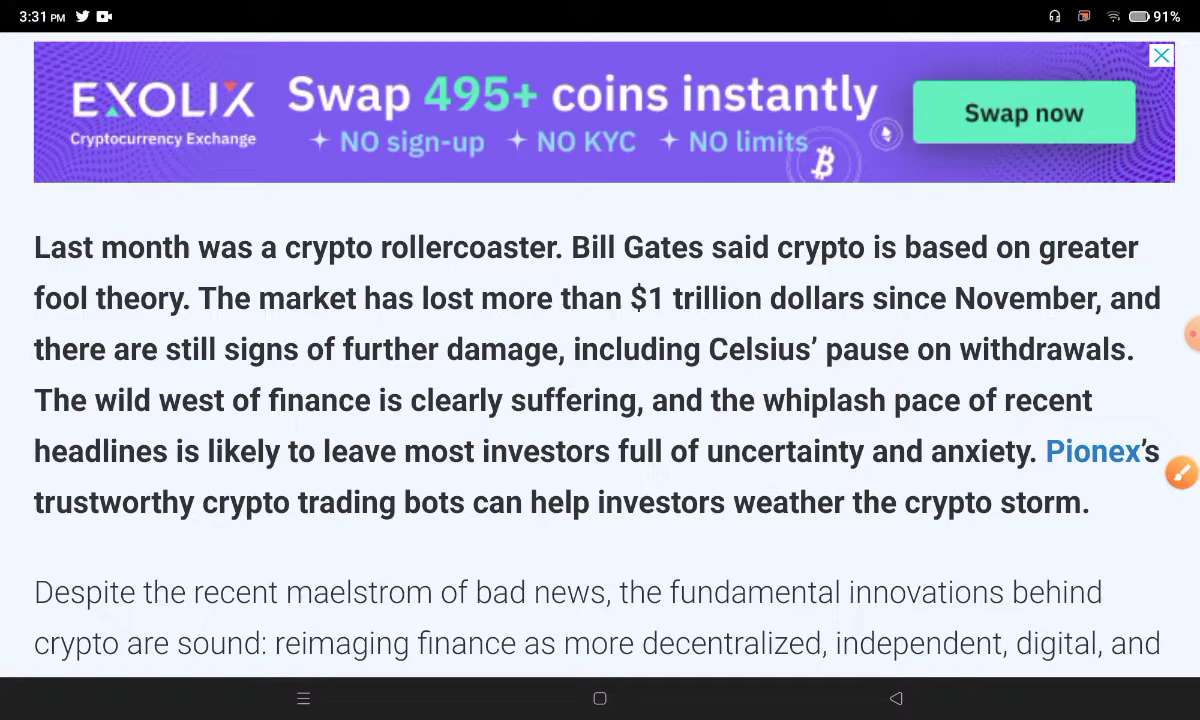 3:31 PM 91%
EXOLIX
Cryptocurrency Exchange
Swap 495+ coins instantly
NO sign-up NO KYC NO limits
Swap now
Last month was a crypto rollercoaster. Bill Gates said crypto is based on greater
fool theory. The market has lost more than $1 trillion dollars since November, and
there are still signs of further damage, including Celsius’ pause on withdrawals.
The wild west of finance is clearly suffering, and the whiplash pace of recent
headlines is likely to leave most investors full of uncertainty and anxiety. Pionex’s
trustworthy crypto trading bots can help investors weather the crypto storm.
Despite the recent maelstrom of bad news, the fundamental innovations behind
crypto are sound: reimaging finance as more decentralized, independent, digital, and